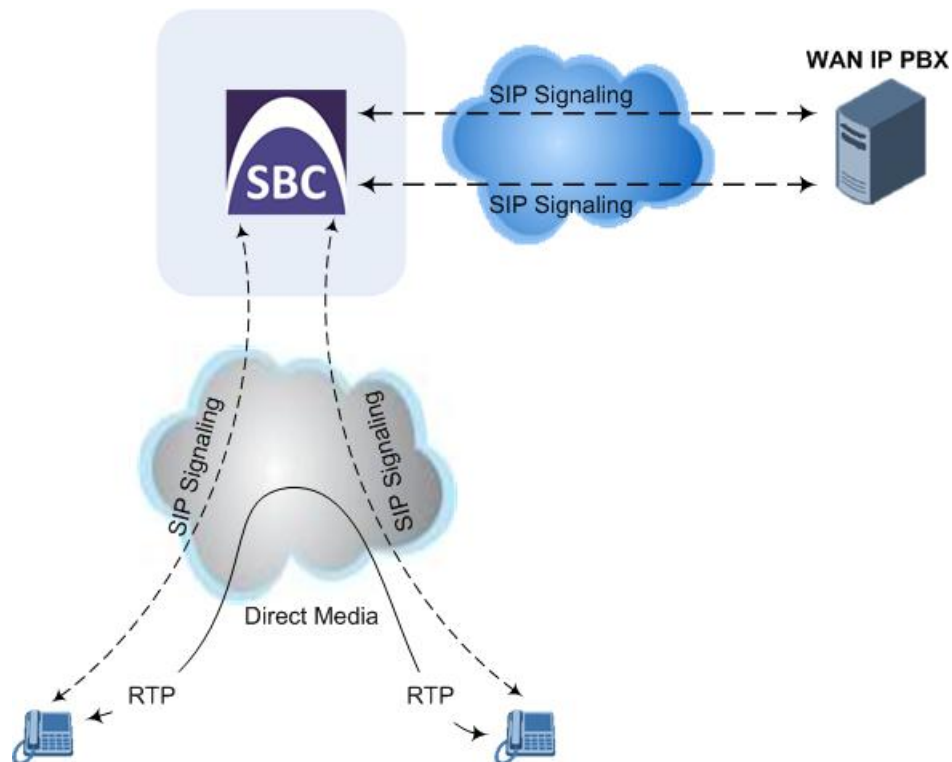 WAN IP PBX
SIP Signaling
SBC
SIP Signaling
SIP Signaling
SIP Signaling
Direct Media
RTP
RTP